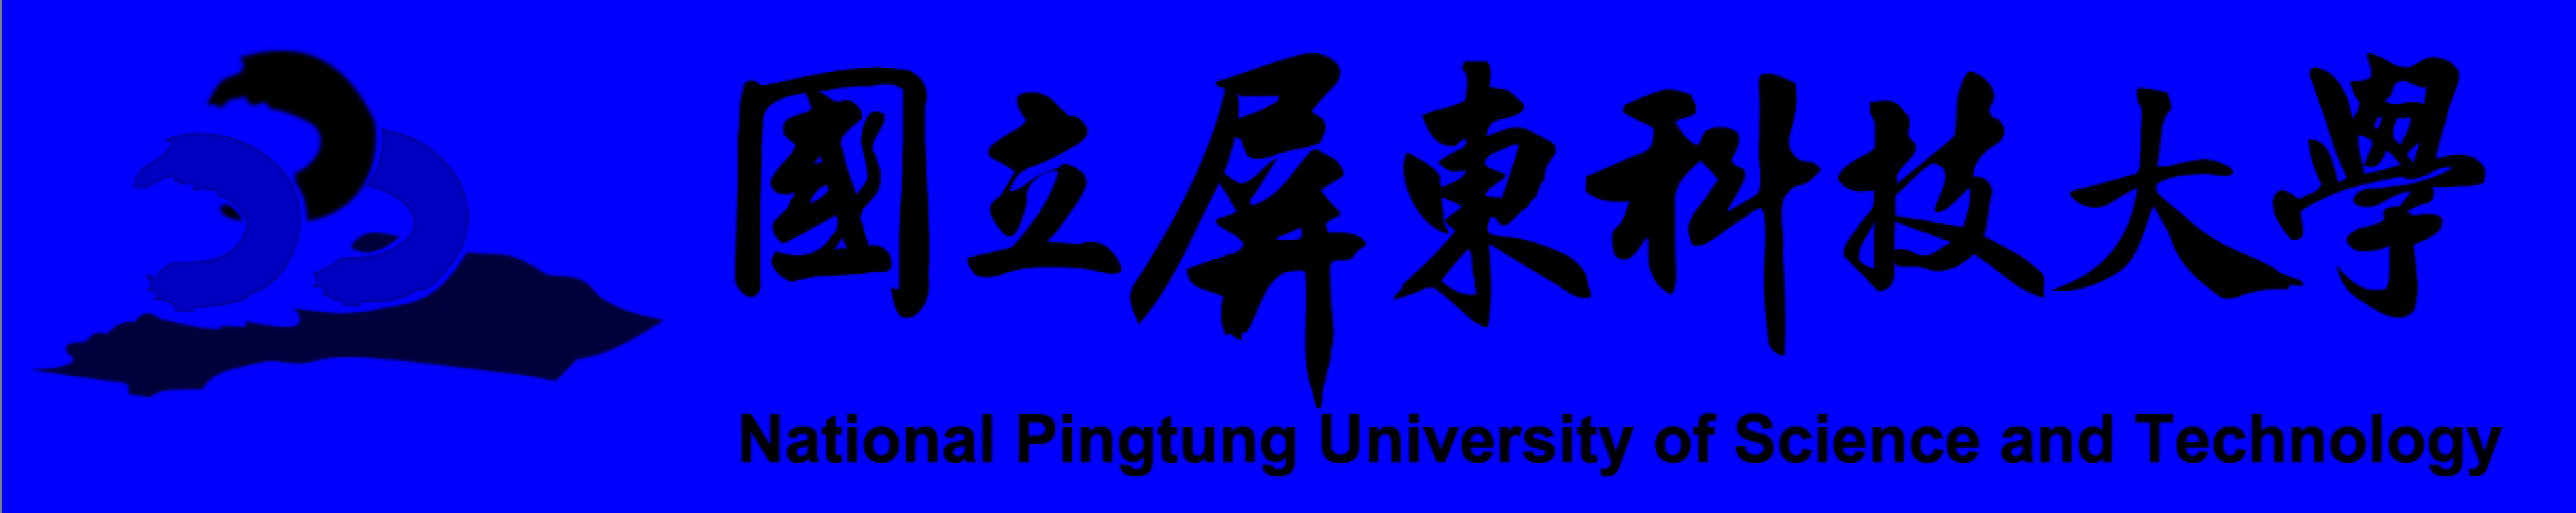 國立屏東科技大學
National Pingtung University of Science and Technology